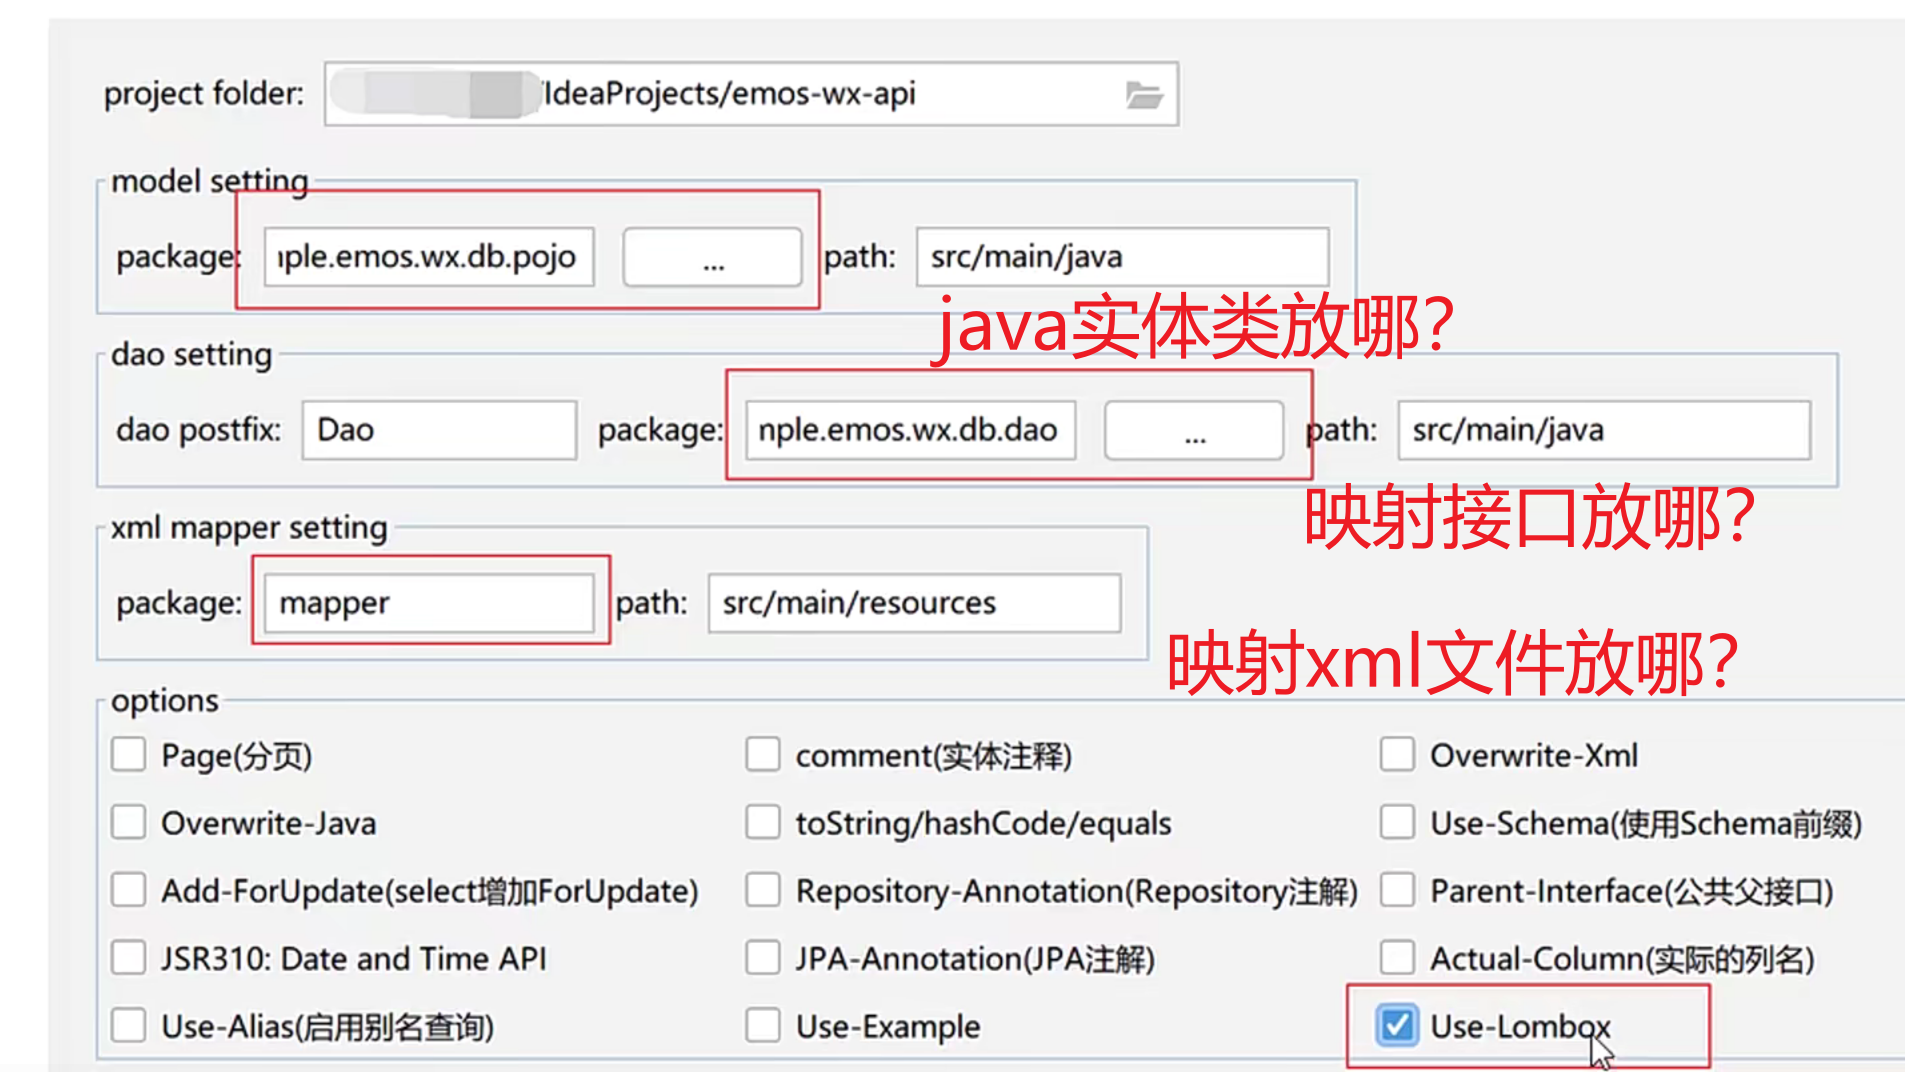 project folder: /IdeaProjects/emos-wx-api
model setting
package: mple.emos.wx.db.pojo ... path: src/main/java
java实体类放哪?
dao setting
dao postfix: Dao package: mple.emos.wx.db.dao ... path: src/main/java
映射接口放哪?
xml mapper setting
package: mapper path: src/main/resources
映射xml文件放哪?
options
Page(分页) comment(实体注释) Overwrite-Xml
Overwrite-Java toString/hashCode/equals Use-Schema(使用Schema前缀)
Add-ForUpdate(select增加ForUpdate) Repository-Annotation(Repository注解) Parent-Interface(公共父接口)
JSR310: Date and Time API JPA-Annotation(JPA注解) Actual-Column(实际的列名)
Use-Alias(启用别名查询) Use-Example Use-Lombox